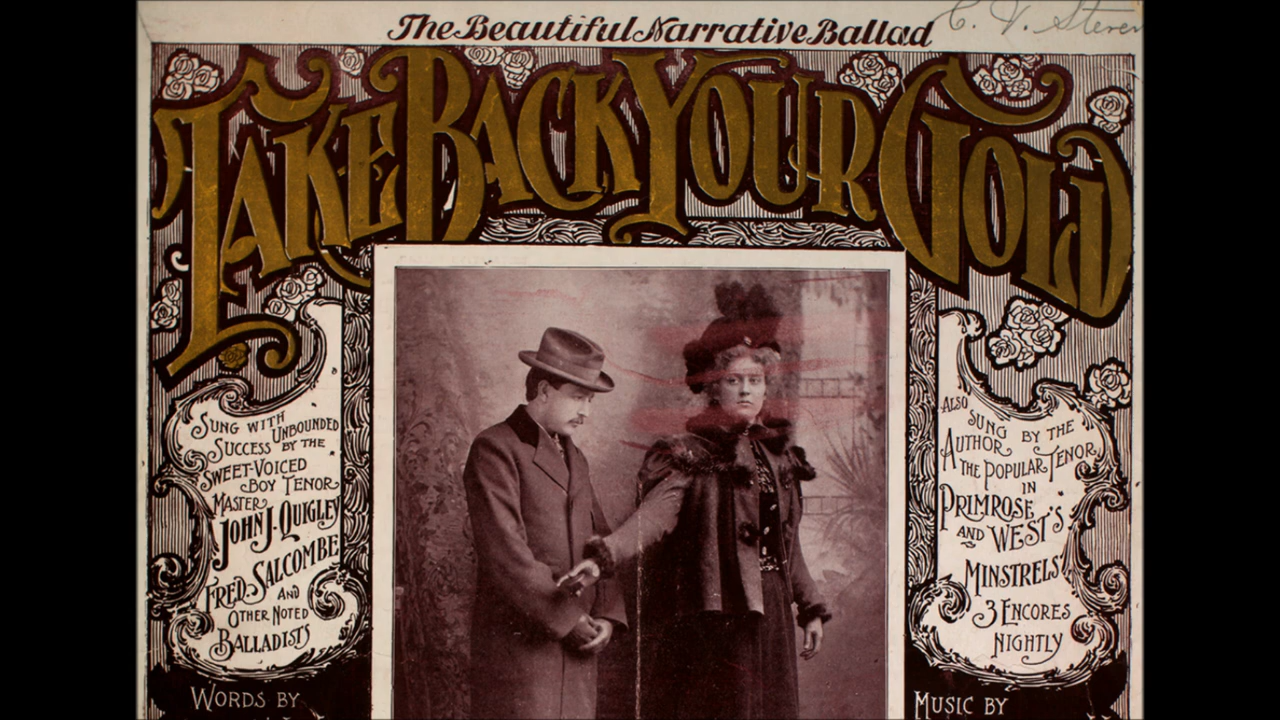 The Beautiful Narrative Ballad
C. V. Steven
TAKE BACK YOUR GOLD
SUNG WITH
UNBOUNDED
SUCCESS BY THE
SWEET-VOICED
BOY TENOR
MASTER
JOHN J. QUIGLEY
FRED. SALCOMBE
AND
OTHER NOTED
BALLADISTS
WORDS BY
ALSO
SUNG BY THE
AUTHOR
THE POPULAR TENOR
IN
PRIMROSE
AND WEST'S
MINSTRELS
3 ENCORES
NIGHTLY
MUSIC BY